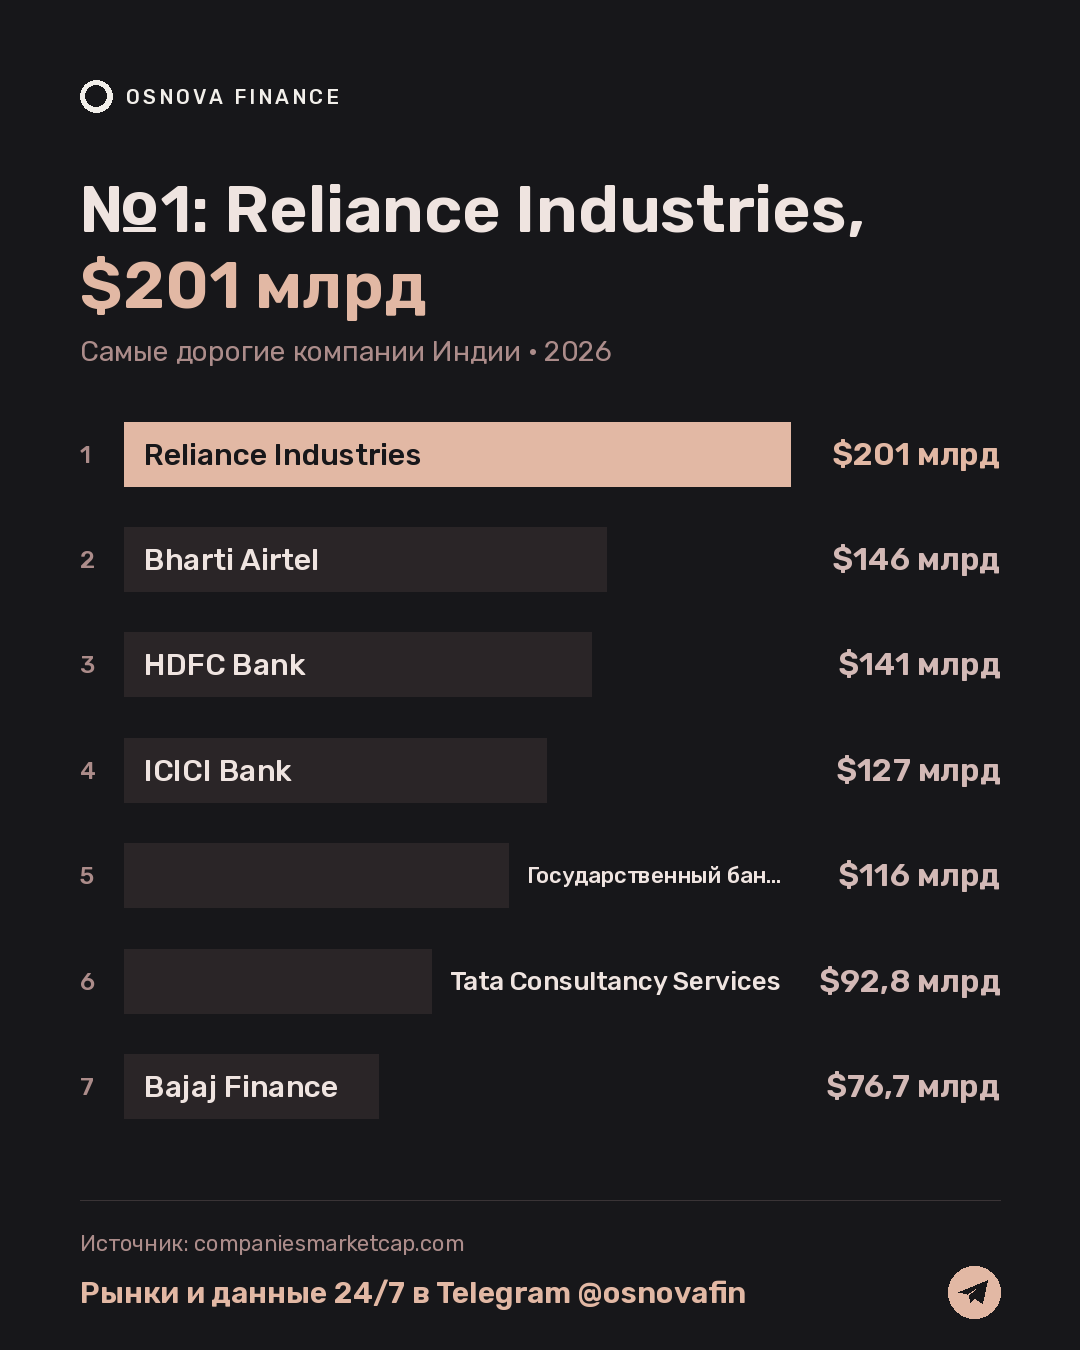 OSNOVA FINANCE
№1: Reliance Industries,
$201 млрд
Самые дорогие компании Индии • 2026
1 Reliance Industries $201 млрд
2 Bharti Airtel $146 млрд
3 HDFC Bank $141 млрд
4 ICICI Bank $127 млрд
5 Государственный бан... $116 млрд
6 Tata Consultancy Services $92,8 млрд
7 Bajaj Finance $76,7 млрд
Источник: companiesmarketcap.com
Рынки и данные 24/7 в Telegram @osnovafin